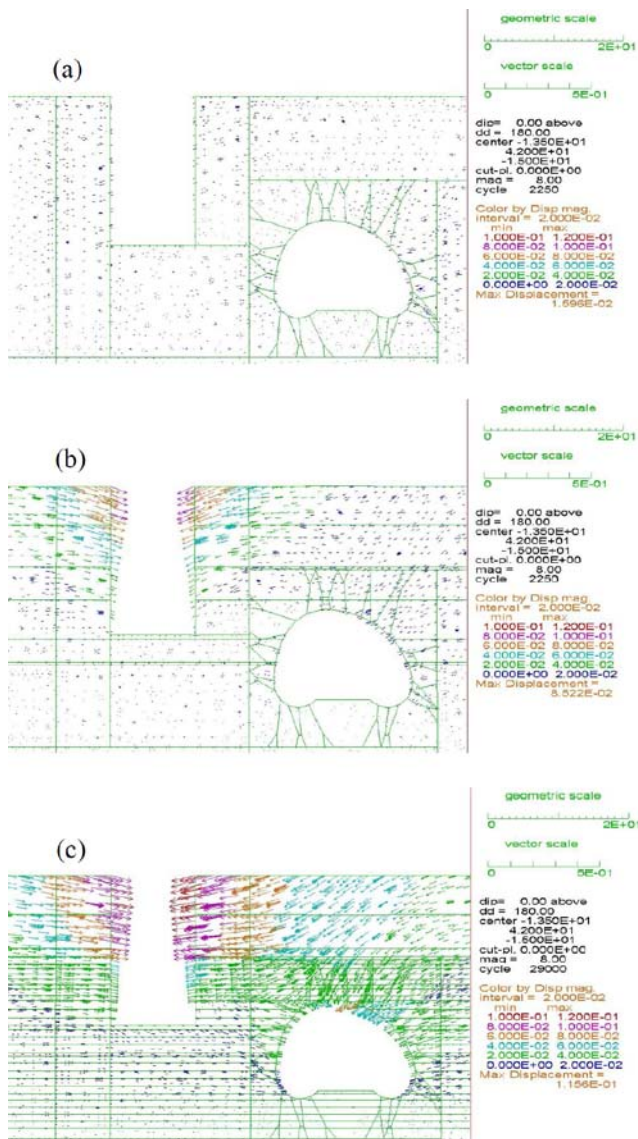 (a)
geometric scale
0 2E+01
vector scale
0 5E-01
dip= 0.00 above
dd = 180.00
center -1.350E+01
4.200E+01
-1.500E+01
cut-pl. 0.000E+00
mag = 8.00
cycle 2250
Color by Disp mag.
interval = 2.000E-02
min max
1.000E-01 1.200E-01
8.000E-02 1.000E-01
6.000E-02 8.000E-02
4.000E-02 6.000E-02
2.000E-02 4.000E-02
0.000E+00 2.000E-02
Max Displacement =
1.596E-02
(b)
geometric scale
0 2E+01
vector scale
0 5E-01
dip= 0.00 above
dd = 180.00
center -1.350E+01
4.200E+01
-1.500E+01
cut-pl. 0.000E+00
mag = 8.00
cycle 2250
Color by Disp mag.
interval = 2.000E-02
min max
1.000E-01 1.200E-01
8.000E-02 1.000E-01
6.000E-02 8.000E-02
4.000E-02 6.000E-02
2.000E-02 4.000E-02
0.000E+00 2.000E-02
Max Displacement =
8.522E-02
(c)
geometric scale
0 2E+01
vector scale
0 5E-01
dip= 0.00 above
dd = 180.00
center -1.350E+01
4.200E+01
-1.500E+01
cut-pl. 0.000E+00
mag = 8.00
cycle 29000
Color by Disp mag.
interval = 2.000E-02
min max
1.000E-01 1.200E-01
8.000E-02 1.000E-01
6.000E-02 8.000E-02
4.000E-02 6.000E-02
2.000E-02 4.000E-02
0.000E+00 2.000E-02
Max Displacement =
1.156E-01